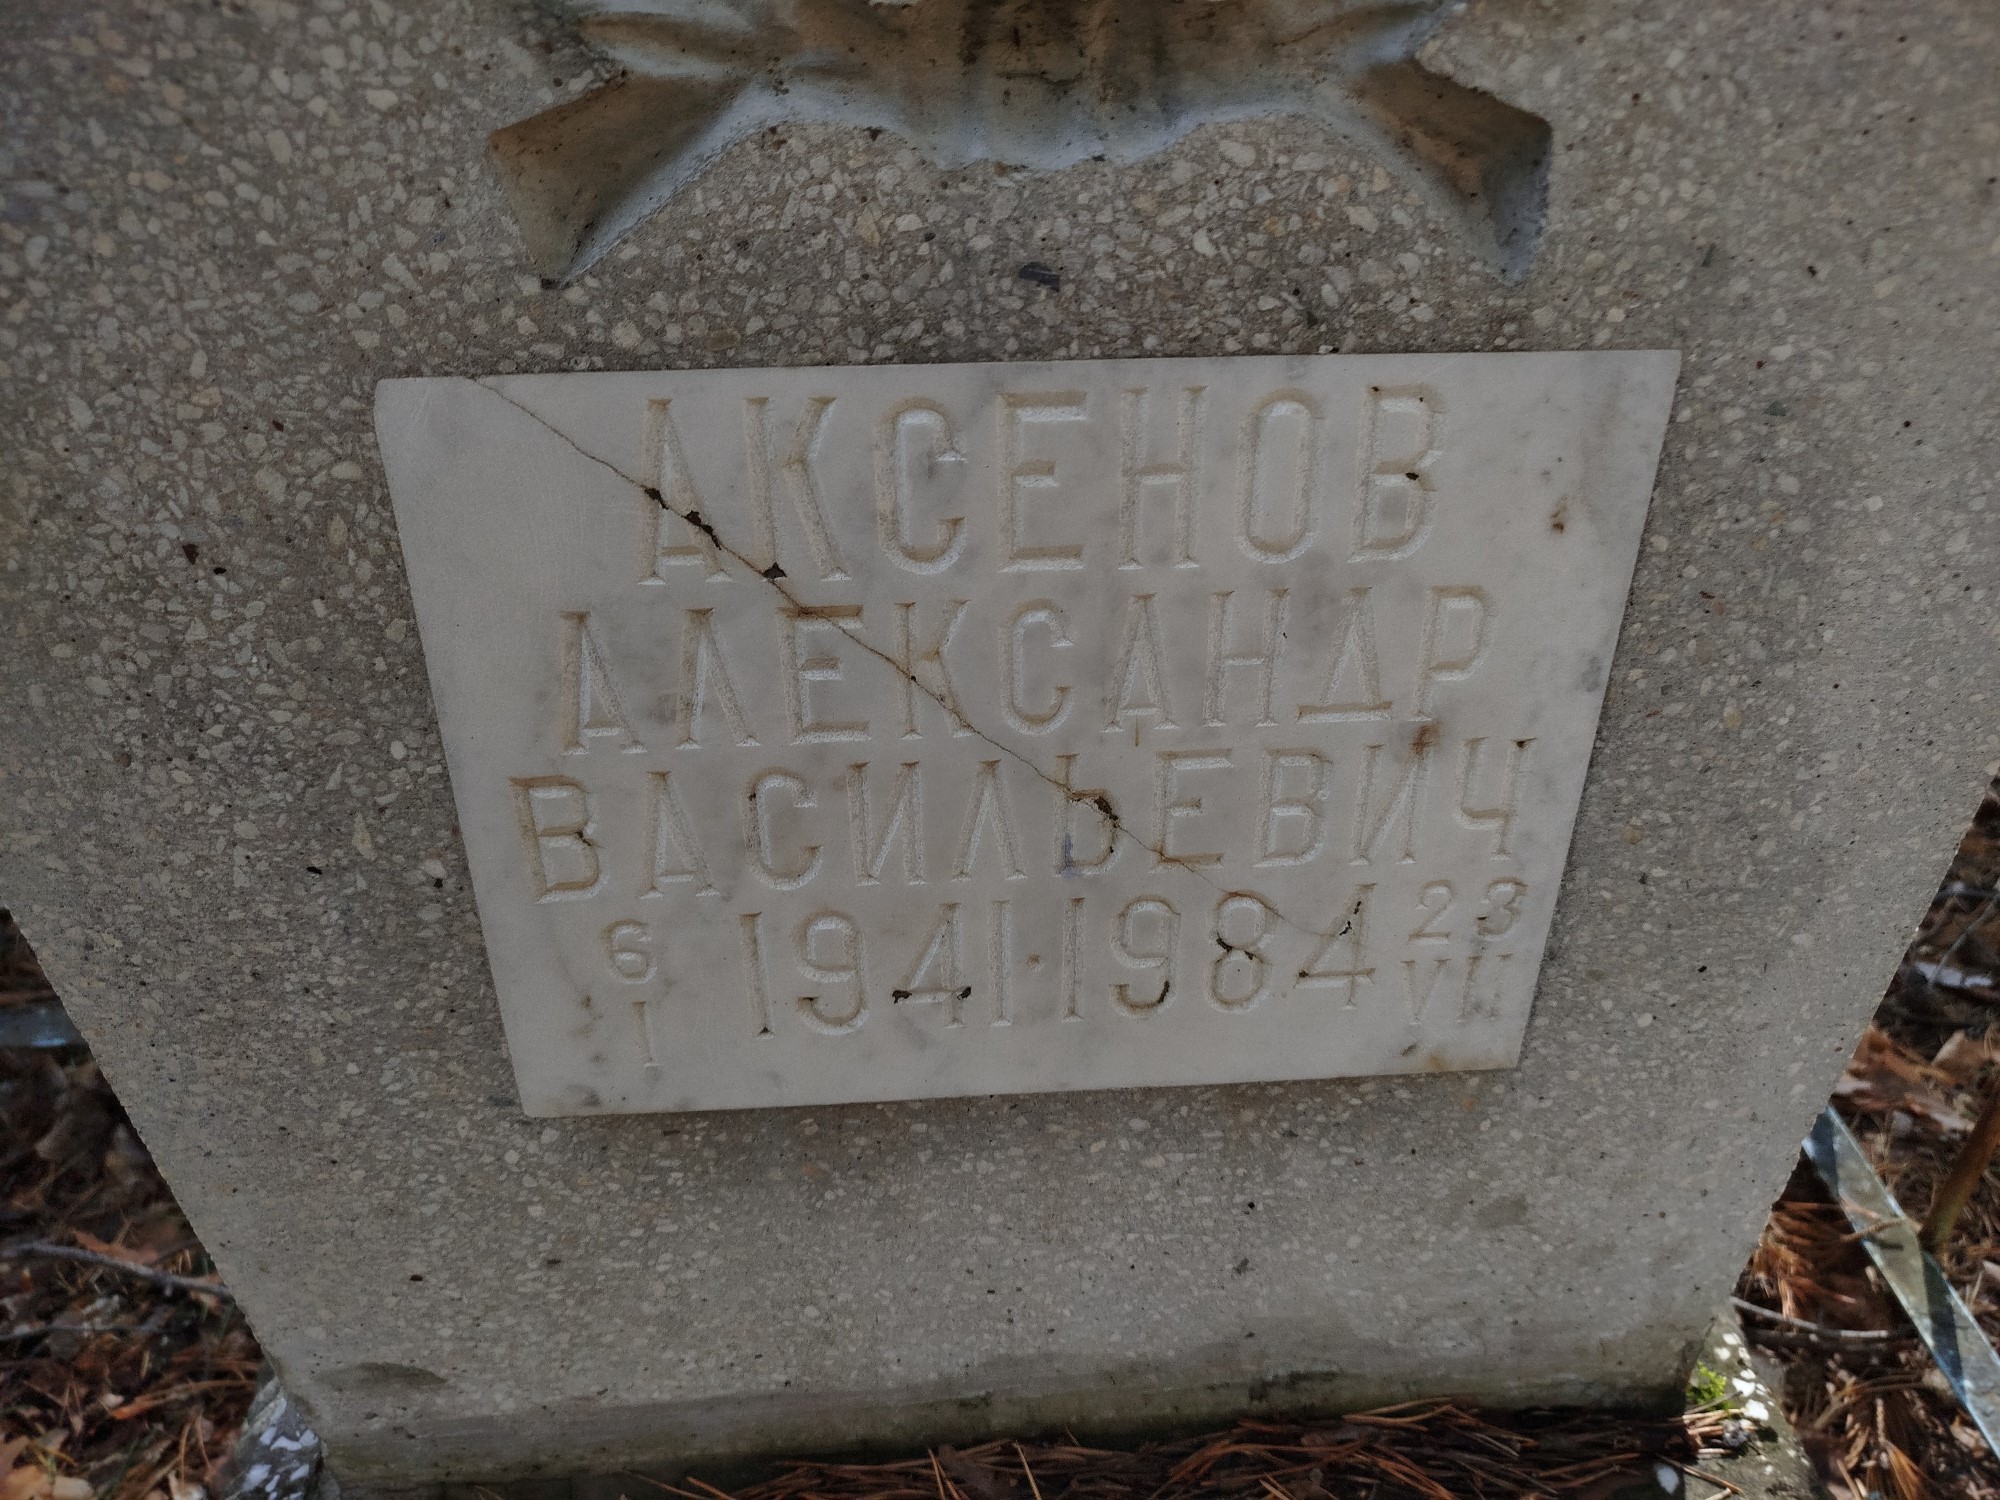 АКСЕНОВ
АЛЕКСАНДР
ВАСИЛЬЕВИЧ
6 I 1941·1984 23 VII